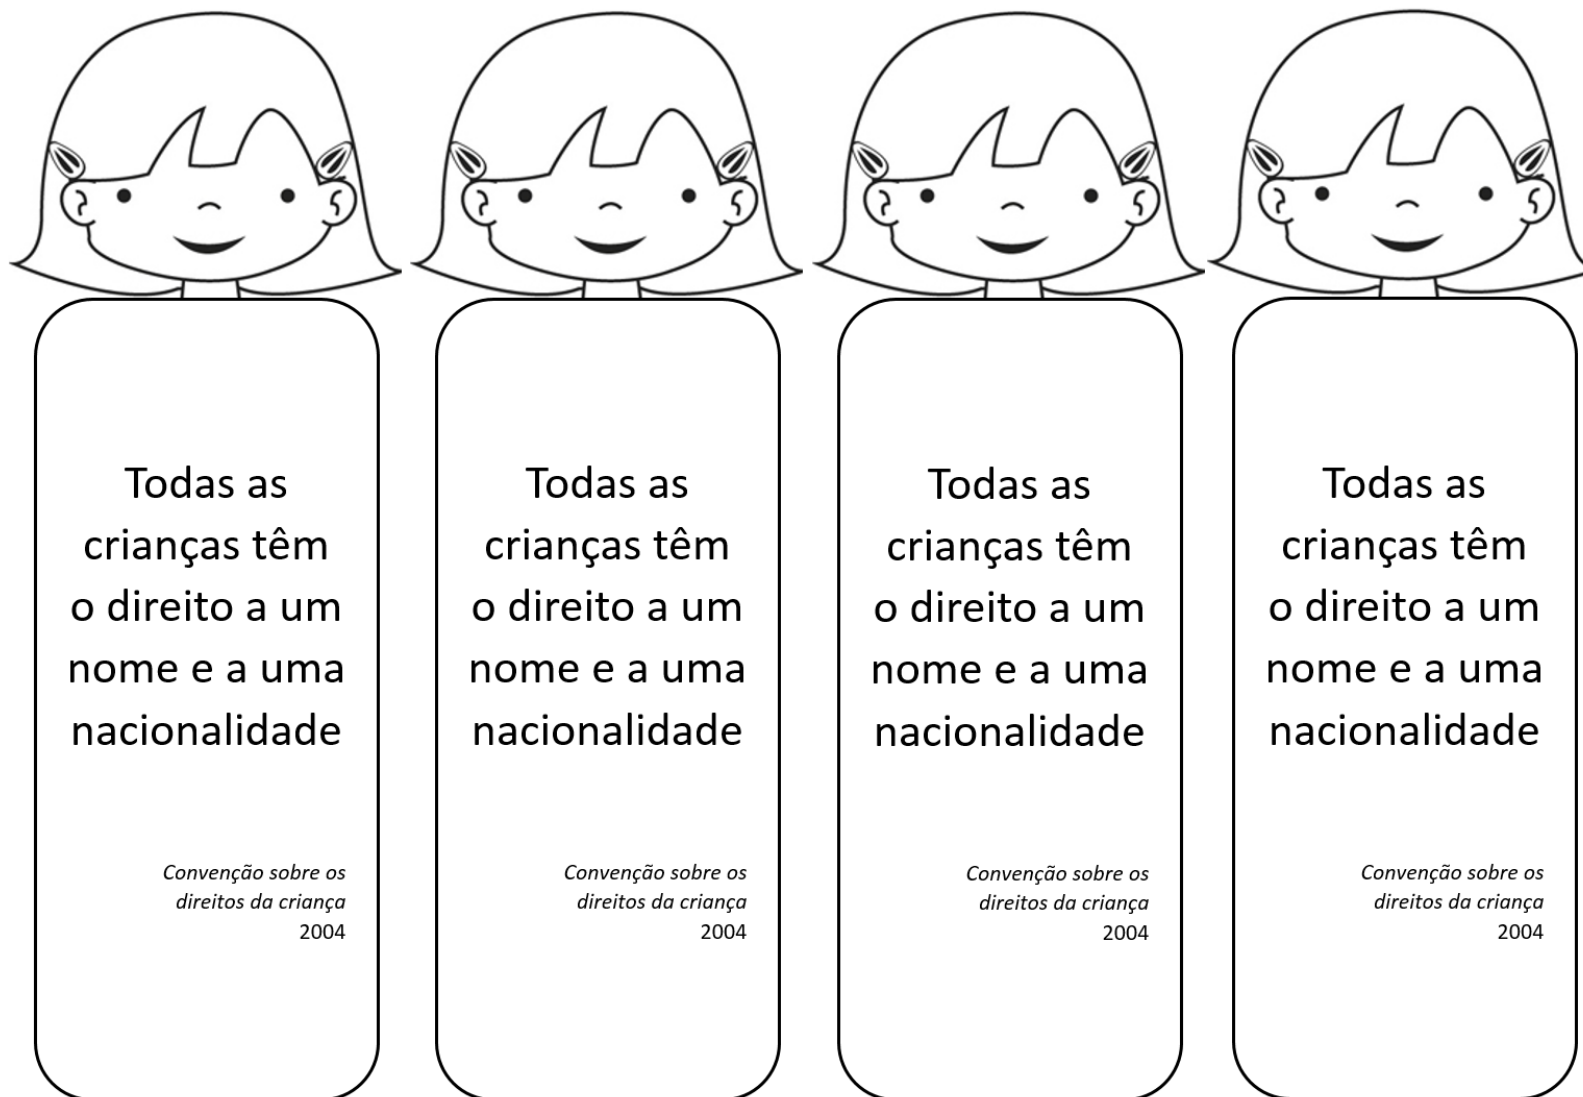 Todas as
crianças têm
o direito a um
nome e a uma
nacionalidade
Convenção sobre os
direitos da criança
2004
Todas as
crianças têm
o direito a um
nome e a uma
nacionalidade
Convenção sobre os
direitos da criança
2004
Todas as
crianças têm
o direito a um
nome e a uma
nacionalidade
Convenção sobre os
direitos da criança
2004
Todas as
crianças têm
o direito a um
nome e a uma
nacionalidade
Convenção sobre os
direitos da criança
2004